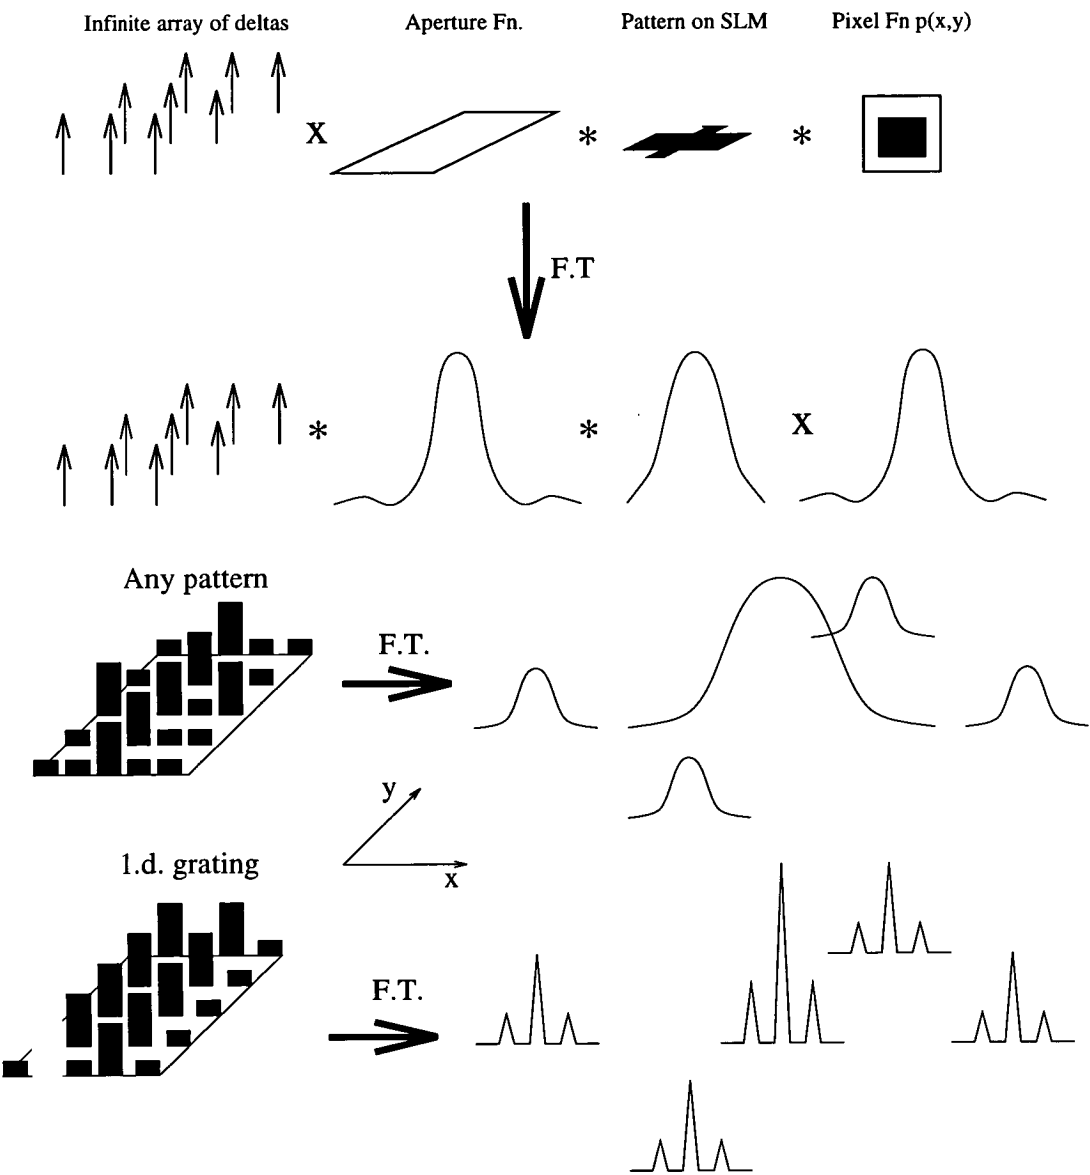 Infinite array of deltas
Aperture Fn.
Pattern on SLM
Pixel Fn p(x,y)
x
*
*
F.T
*
*
x
Any pattern
F.T.
y
x
1.d. grating
F.T.